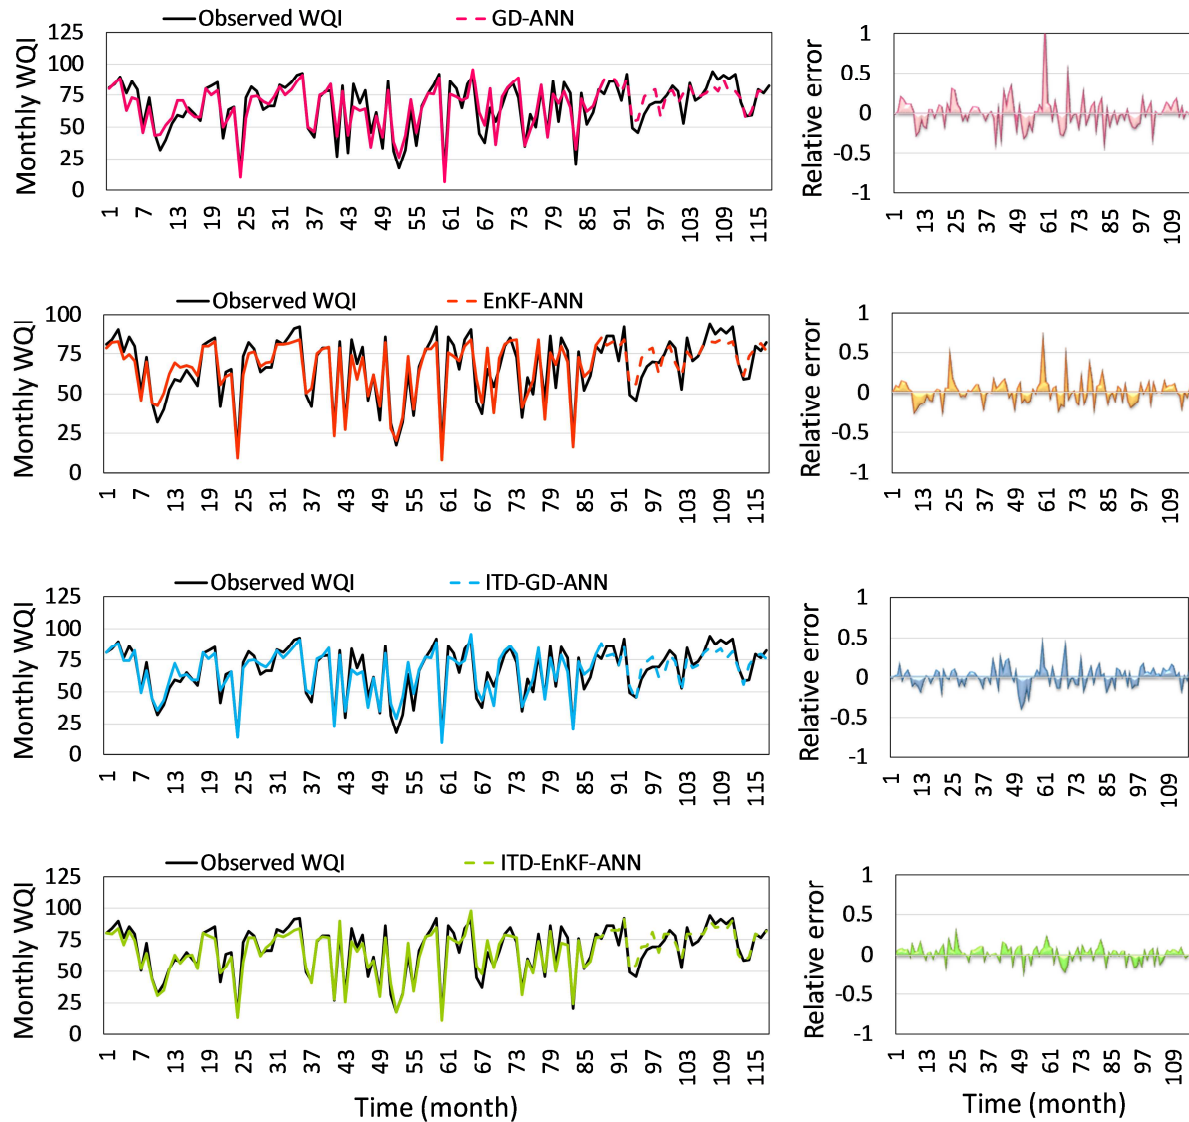 Observed WQI GD-ANN
Monthly WQI
125
100
75
50
25
0
1 7 13 19 25 31 37 43 49 55 61 67 73 79 85 91 97 103 109 115
Relative error
1
0.5
0
-0.5
-1
1 13 25 37 49 61 73 85 97 109
Observed WQI EnKF-ANN
Monthly WQI
100
75
50
25
0
1 7 13 19 25 31 37 43 49 55 61 67 73 79 85 91 97 103 109 115
Relative error
1
0.5
0
-0.5
-1
1 13 25 37 49 61 73 85 97 109
Observed WQI ITD-GD-ANN
Monthly WQI
125
100
75
50
25
0
1 7 13 19 25 31 37 43 49 55 61 67 73 79 85 91 97 103 109 115
Relative error
1
0.5
0
-0.5
-1
1 13 25 37 49 61 73 85 97 109
Observed WQI ITD-EnKF-ANN
Monthly WQI
125
100
75
50
25
0
1 7 13 19 25 31 37 43 49 55 61 67 73 79 85 91 97 103 109 115
Time (month)
Relative error
1
0.5
0
-0.5
-1
1 13 25 37 49 61 73 85 97 109
Time (month)